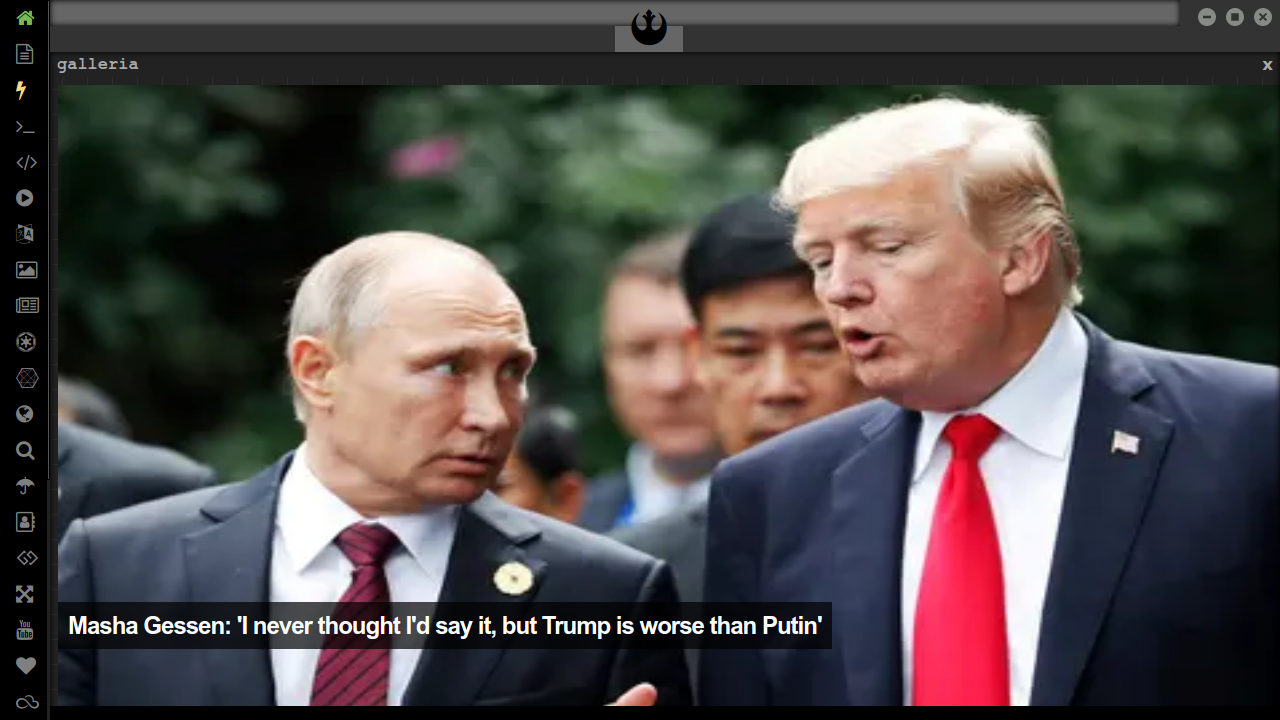 galleria
x
Masha Gessen: 'I never thought I'd say it, but Trump is worse than Putin'
You
Tube